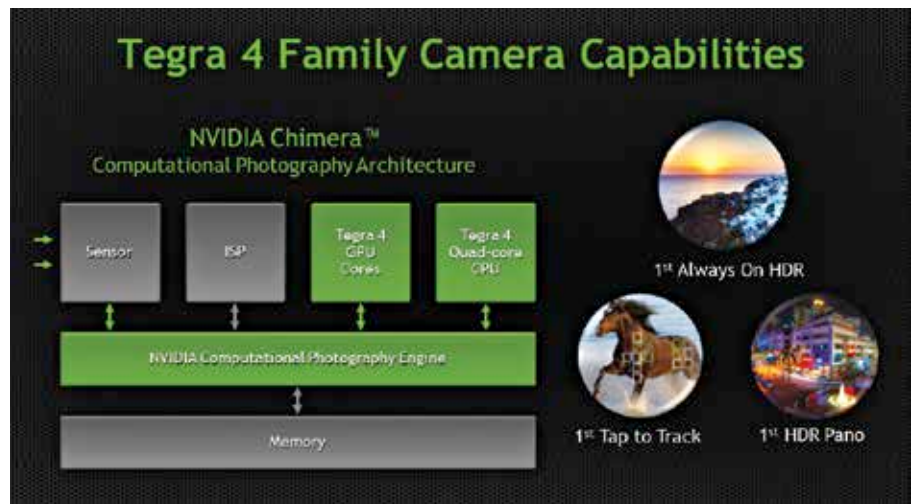 Tegra 4 Family Camera Capabilities
NVIDIA Chimera™
Computational Photography Architecture
Sensor
ISP
Tegra 4
GPU
Cores
Tegra 4
Quad-core
CPU
NVIDIA Computational Photography Engine
Memory
1st Always On HDR
1st Tap to Track
1st HDR Pano